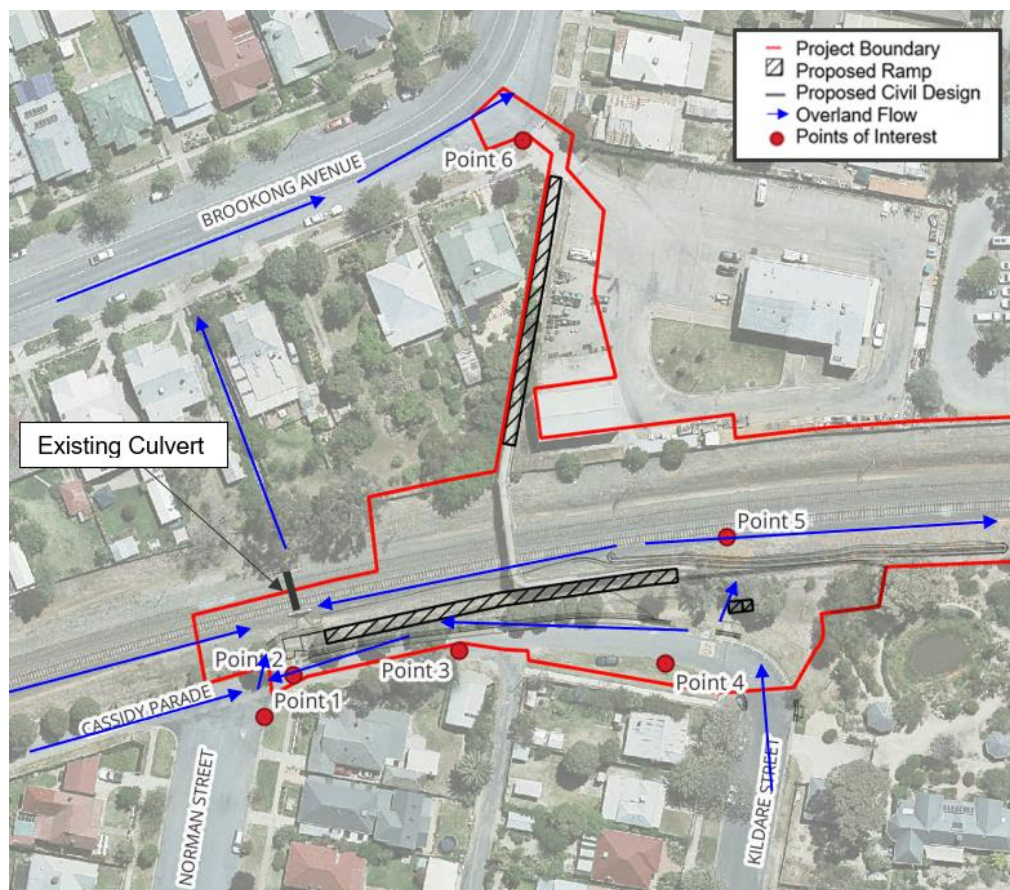 Project Boundary
Proposed Ramp
Proposed Civil Design
Overland Flow
Points of Interest
Point 6
BROOKONG AVENUE
Existing Culvert
Point 5
Point 2
Point 3
Point 4
Point 1
CASSIDY PARADE
NORMAN STREET
KILDARE STREET